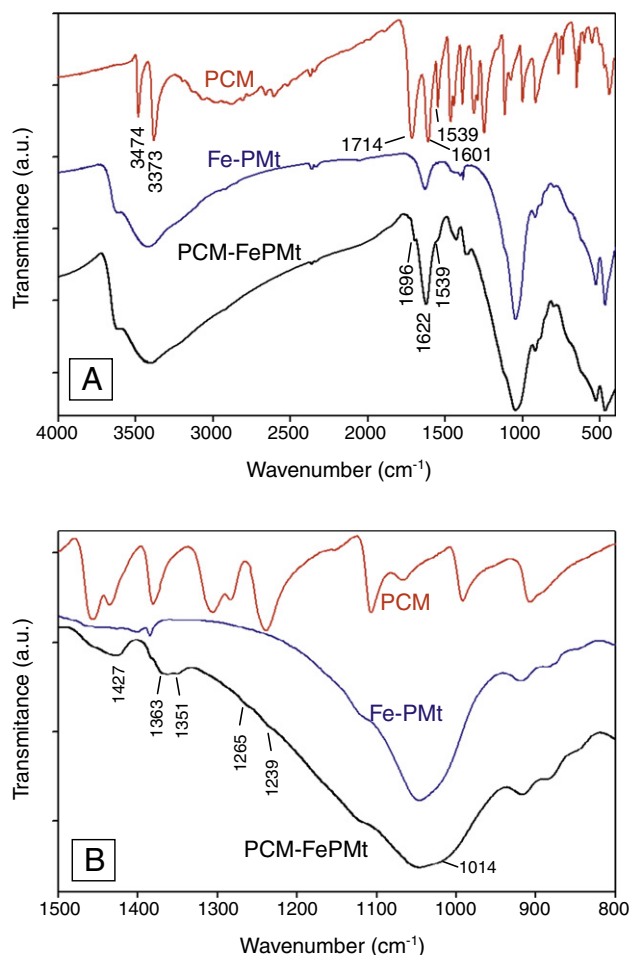 PCM
3474
3373
1714
1539
1601
Fe-PMt
PCM-FePMt
1696
1622
1539
A
Transmitance (a.u.)
4000 3500 3000 2500 2000 1500 1000 500
Wavenumber (cm-1)
PCM
Fe-PMt
1427
1363
1351
1265
1239
PCM-FePMt
1014
B
Transmitance (a.u.)
1500 1400 1300 1200 1100 1000 900 800
Wavenumber (cm-1)